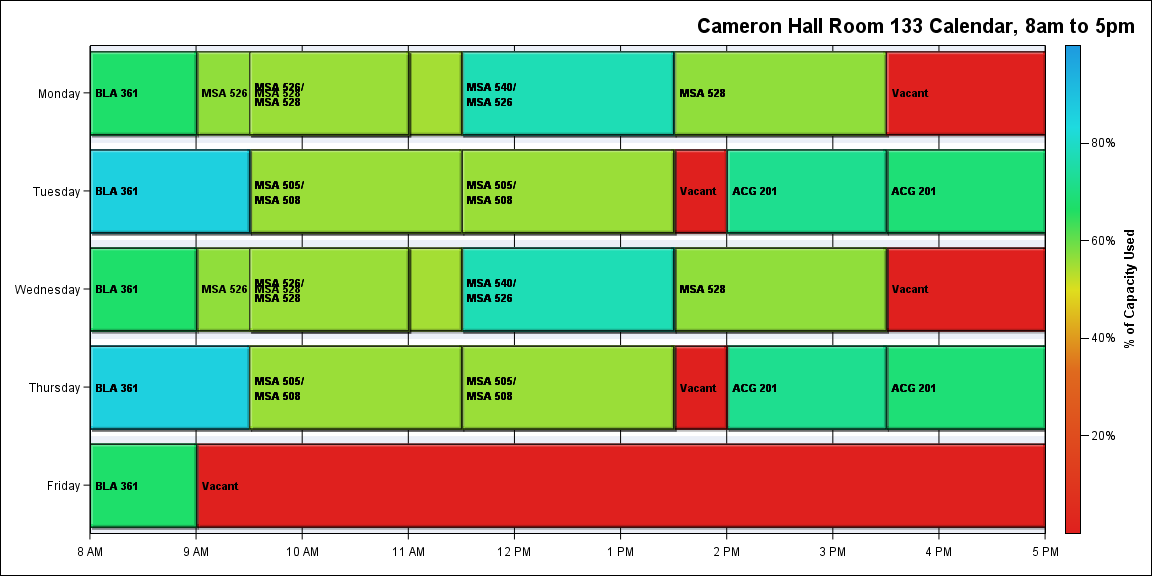 Cameron Hall Room 133 Calendar, 8am to 5pm
Monday
BLA 361
MSA 526
MSA 528
MSA 526/
MSA 528
MSA 540/
MSA 526
MSA 528
Vacant
Tuesday
BLA 361
MSA 505/
MSA 508
MSA 505/
MSA 508
Vacant
ACG 201
ACG 201
Wednesday
BLA 361
MSA 526
MSA 528
MSA 526/
MSA 528
MSA 540/
MSA 526
MSA 528
Vacant
Thursday
BLA 361
MSA 505/
MSA 508
MSA 505/
MSA 508
Vacant
ACG 201
ACG 201
Friday
BLA 361
Vacant
8 AM
9 AM
10 AM
11 AM
12 PM
1 PM
2 PM
3 PM
4 PM
5 PM
80%
60%
40%
20%
% of Capacity Used